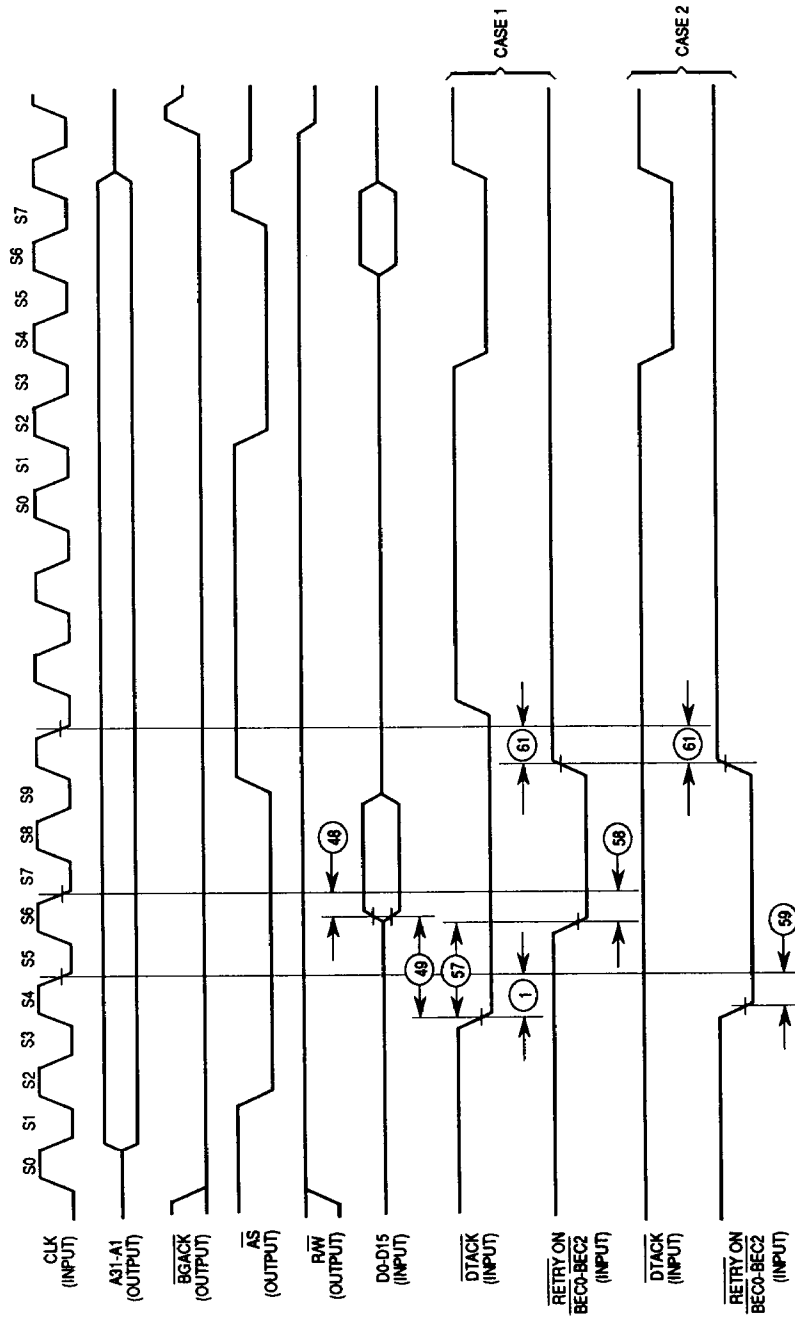 S0 S1 S2 S3 S4 S5 S6 S7 S8 S9 S0 S1 S2 S3 S4 S5 S6 S7
CLK
(INPUT)
A31-A1
(OUTPUT)
BGACK
(OUTPUT)
AS
(OUTPUT)
R/W
(OUTPUT)
48
D0-D15
(INPUT)
49
57
DTACK
(INPUT)
1
61
CASE 1
RETRY ON
BEC0-BEC2
(INPUT)
58
DTACK
(INPUT)
61
CASE 2
RETRY ON
BEC0-BEC2
(INPUT)
59